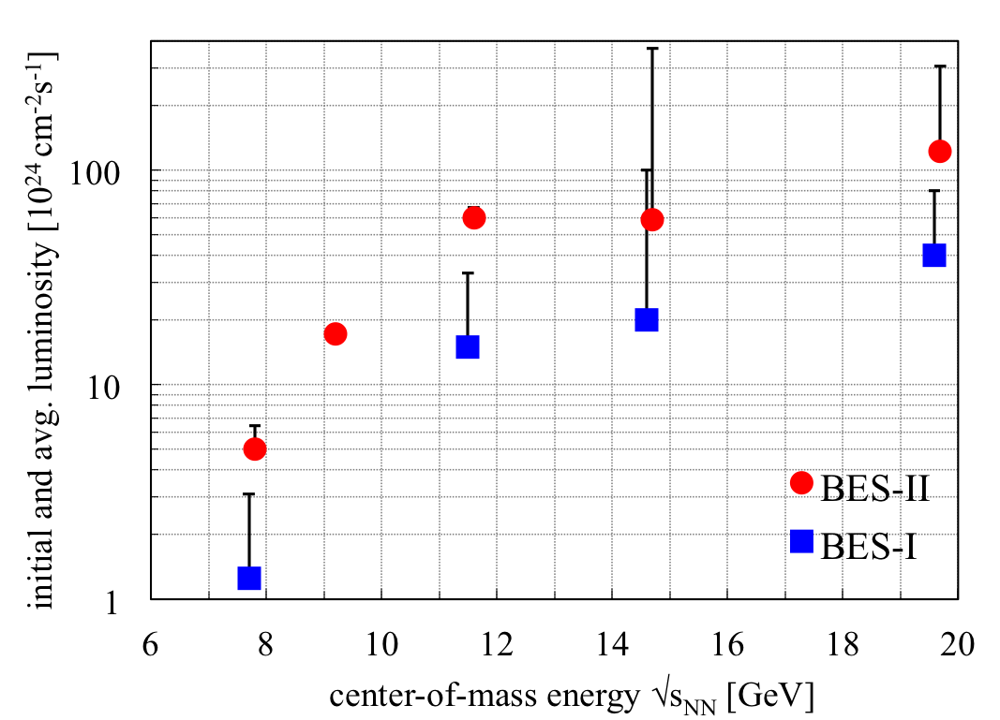 initial and avg. luminosity [10²⁴ cm⁻²s⁻¹]
100
10
1
BES-II
BES-I
6 8 10 12 14 16 18 20
center-of-mass energy √sNN [GeV]